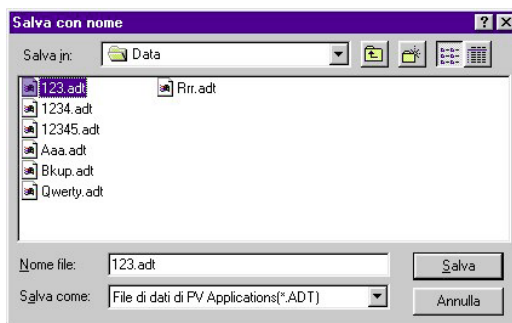 Salva con nome
Salva in: Data
123.adt Rrr.adt
1234.adt
12345.adt
Aaa.adt
Bkup.adt
Qwerty.adt
Nome file: 123.adt Salva
Salva come: File di dati di PV Applications(*.ADT) Annulla